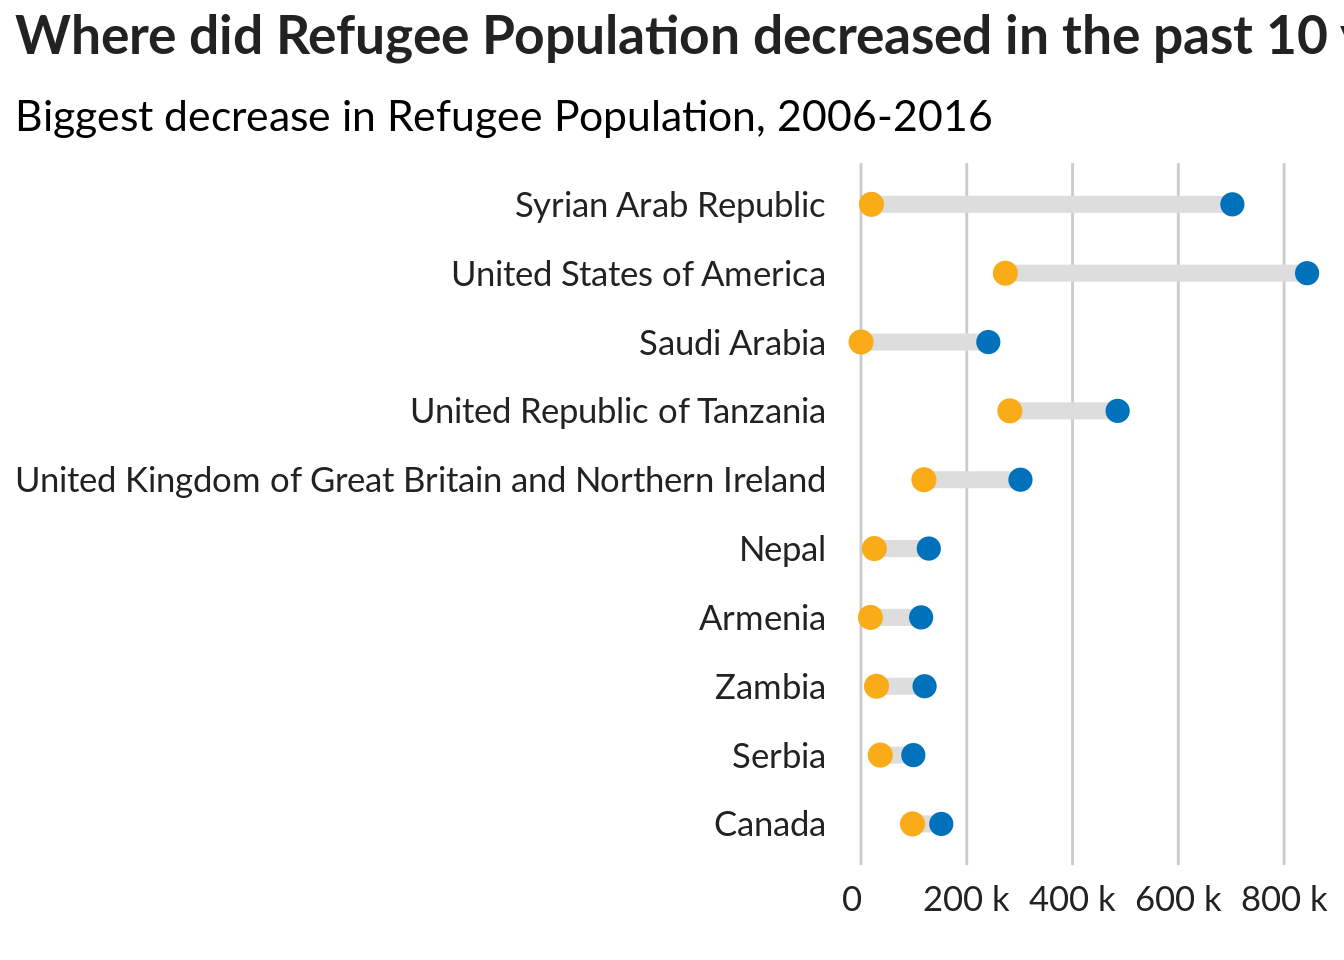 Where did Refugee Population decreased in the past 10
Biggest decrease in Refugee Population, 2006-2016
Syrian Arab Republic
United States of America
Saudi Arabia
United Republic of Tanzania
United Kingdom of Great Britain and Northern Ireland
Nepal
Armenia
Zambia
Serbia
Canada
0 200 k 400 k 600 k 800 k